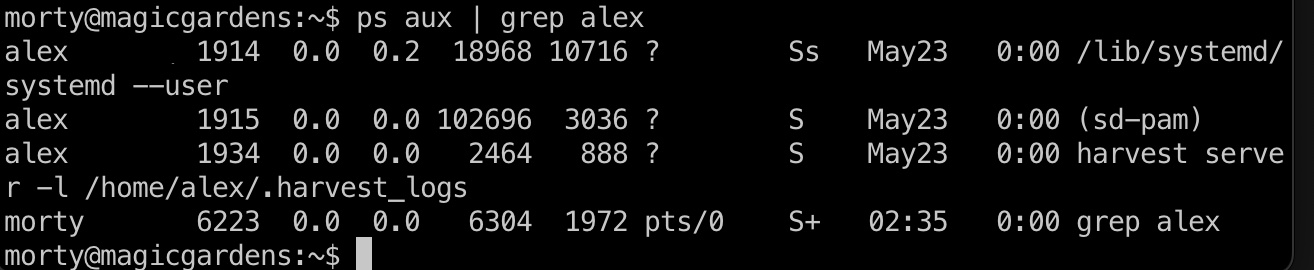 morty@magicgardens:~$ ps aux | grep alex
alex        1914  0.0  0.2  18968 10716 ?        Ss   May23   0:00 /lib/systemd/
systemd --user
alex        1915  0.0  0.0 102696  3036 ?        S    May23   0:00 (sd-pam)
alex        1934  0.0  0.0   2464   888 ?        S    May23   0:00 harvest serve
r -l /home/alex/.harvest_logs
morty       6223  0.0  0.0   6304  1972 pts/0    S+   02:35   0:00 grep alex
morty@magicgardens:~$